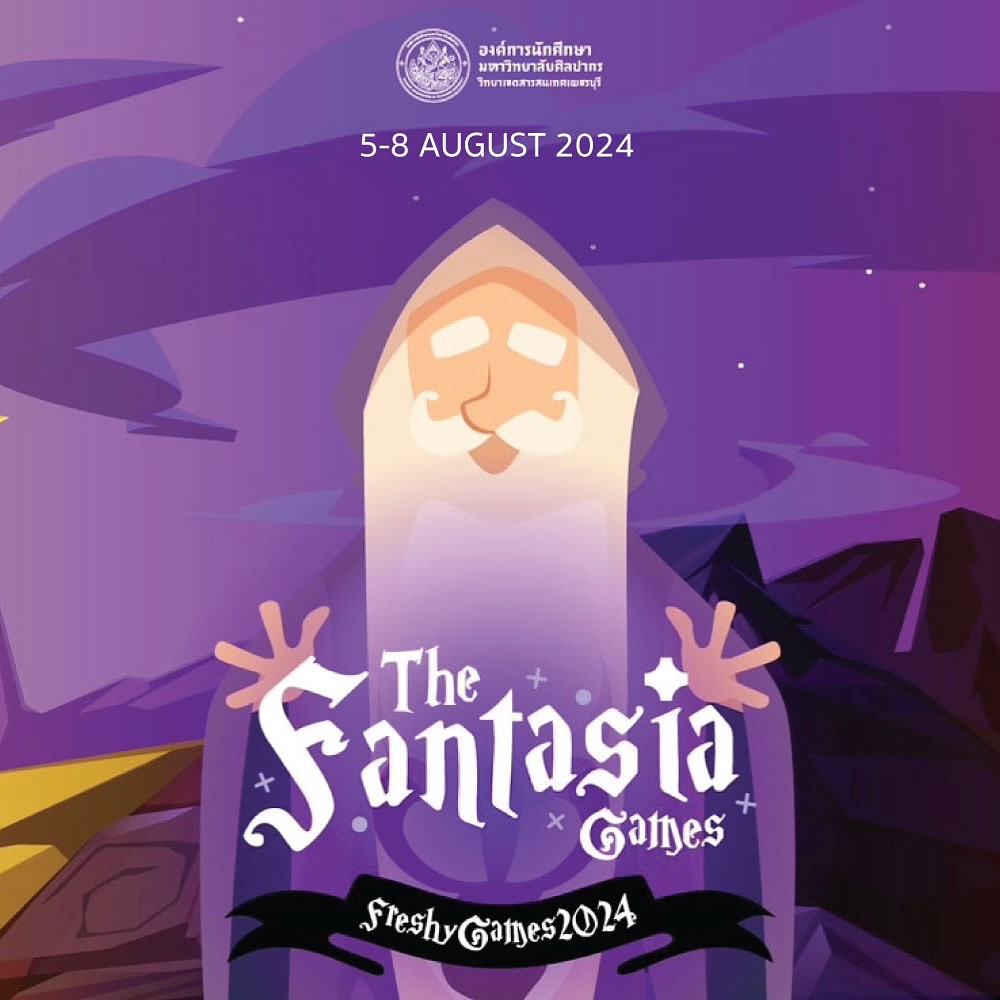 องค์การนักศึกษา
มหาวิทยาลัยศิลปากร
วิทยาเขตสารสนเทศเพชรบุรี
5-8 AUGUST 2024
The
Fantasia
Games
FreshyGames2024